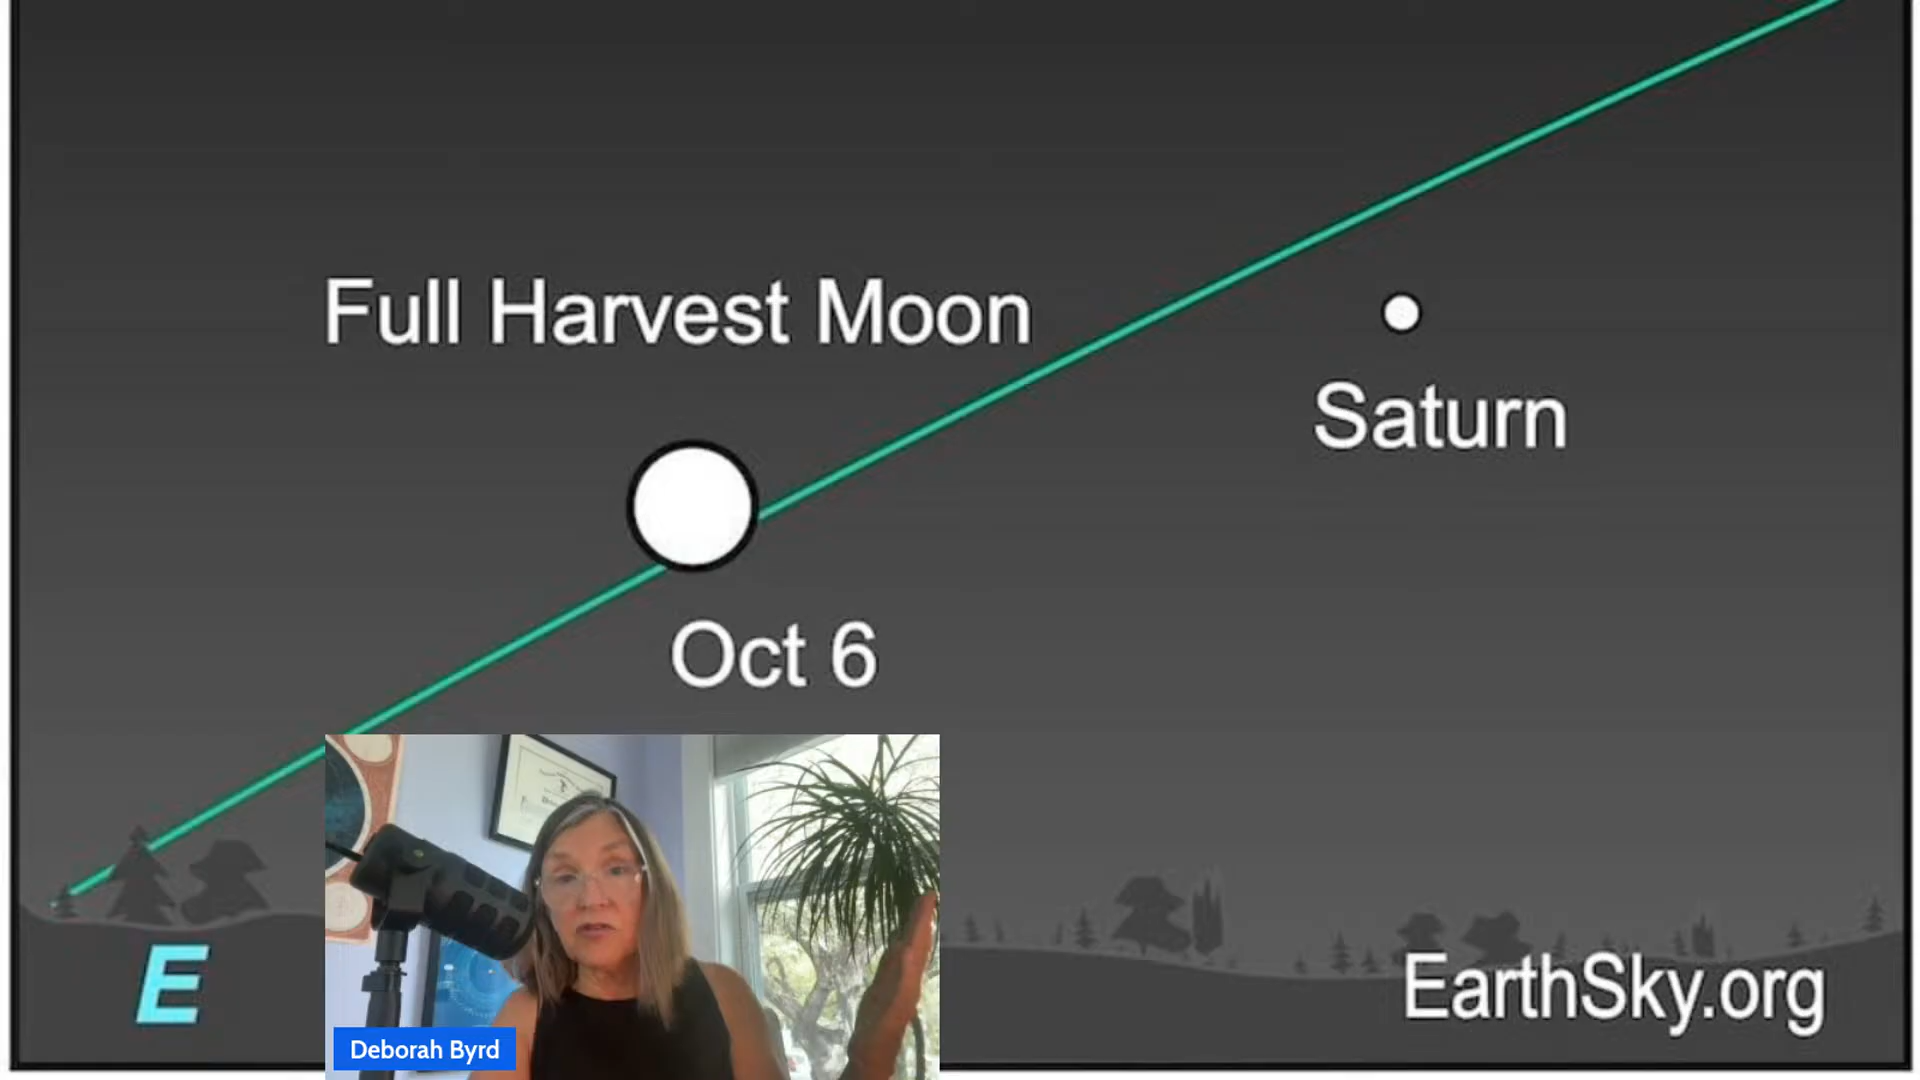 Full Harvest Moon
Saturn
Oct 6
E
EarthSky.org
Deborah Byrd